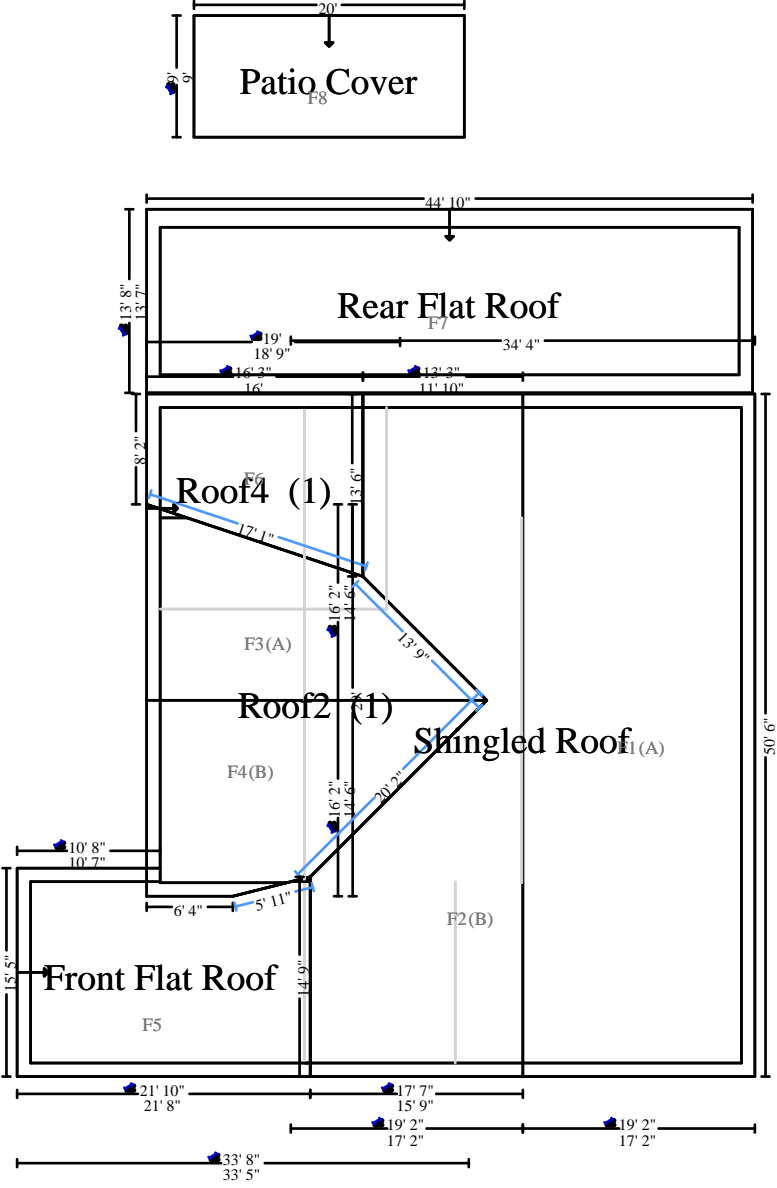 20'
9'
9'
Patio Cover
F8
44' 10"
13' 8"
13' 7"
Rear Flat Roof
F7
19'
18' 9"
34' 4"
16' 3"
16'
13' 3"
11' 10"
8' 2"
F6
Roof4 (1)
13' 6"
17' 1"
16' 2"
14' 6"
F3(A)
13' 9"
Roof2 (1)
Shingled Roof
F1(A)
50' 6"
F4(B)
16' 2"
14' 6"
20' 2"
10' 8"
10' 7"
6' 4"
5' 11"
F2(B)
15' 5"
Front Flat Roof
14' 9"
F5
21' 10"
21' 8"
17' 7"
15' 9"
19' 2"
17' 2"
19' 2"
17' 2"
33' 8"
33' 5"